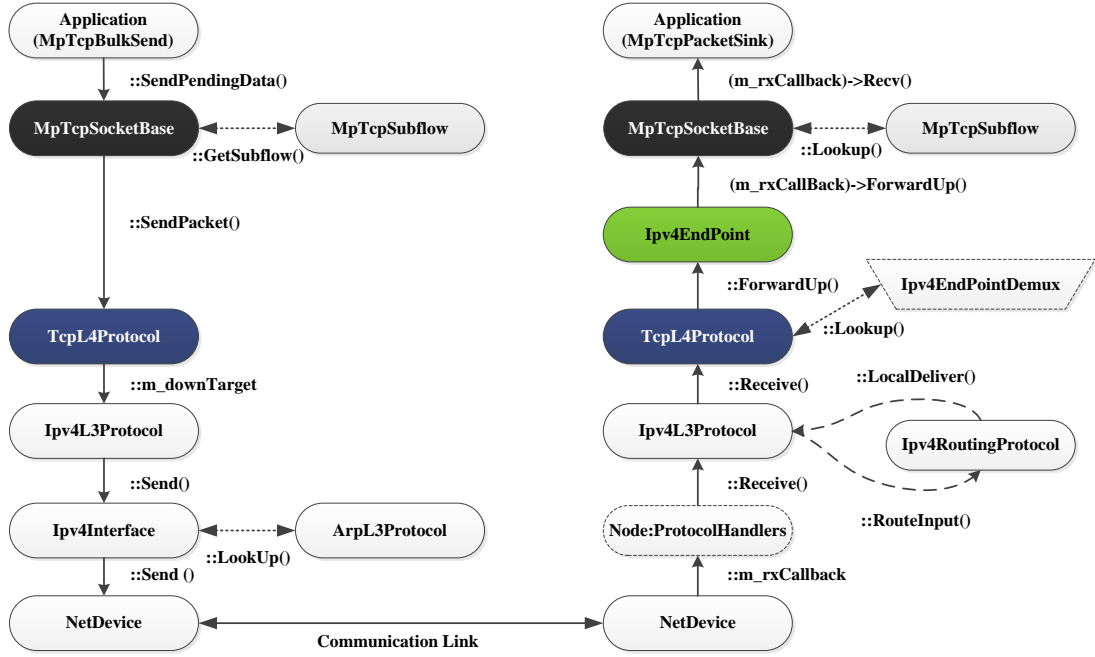 Application
(MpTcpBulkSend)
::SendPendingData()
MpTcpSocketBase
MpTcpSubflow
::GetSubflow()
::SendPacket()
TcpL4Protocol
::m_downTarget
Ipv4L3Protocol
::Send()
Ipv4Interface
ArpL3Protocol
::LookUp()
::Send ()
NetDevice
Communication Link
Application
(MpTcpPacketSink)
(m_rxCallback)->Recv()
MpTcpSocketBase
MpTcpSubflow
::Lookup()
(m_rxCallBack)->ForwardUp()
Ipv4EndPoint
::ForwardUp()
Ipv4EndPointDemux
::Lookup()
TcpL4Protocol
::Receive()
::LocalDeliver()
Ipv4L3Protocol
Ipv4RoutingProtocol
::Receive()
::RouteInput()
Node:ProtocolHandlers
::m_rxCallback
NetDevice